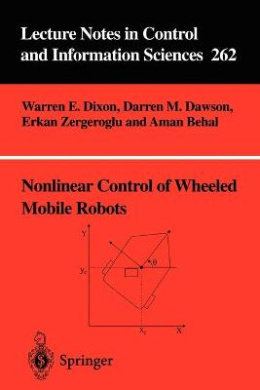 Lecture Notes in Control
and Information Sciences 262
Warren E. Dixon, Darren M. Dawson,
Erkan Zergeroglu and Aman Behal
Nonlinear Control of Wheeled
Mobile Robots
Y
θ
X
Springer